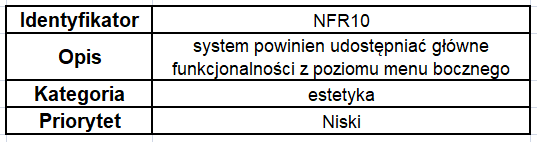 Identyfikator NFR10
Opis system powinien udostępniać główne
funkcjonalności z poziomu menu bocznego
Kategoria estetyka
Priorytet Niski